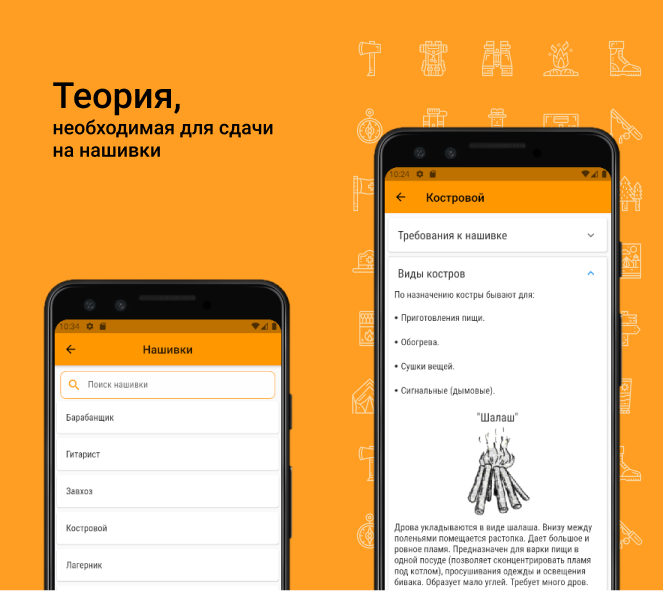 Теория,
необходимая для сдачи
на нашивки
10:34
Нашивки
Поиск нашивки
Барабанщик
Гитарист
Завхоз
Костровой
Лагерник
10:24
Костровой
Требования к нашивке
Виды костров
По назначению костры бывают для:
• Приготовления пищи.
• Обогрева.
• Сушки вещей.
• Сигнальные (дымовые).
"Шалаш"
Дрова укладываются в виде шалаша. Внизу между
поленьями помещается растопка. Дает большое и
ровное пламя. Предназначен для варки пищи в
одной посуде (позволяет сконцентрировать пламя
под котлом), просушивания одежды и освещения
бивака. Образует мало углей. Требует много дров.